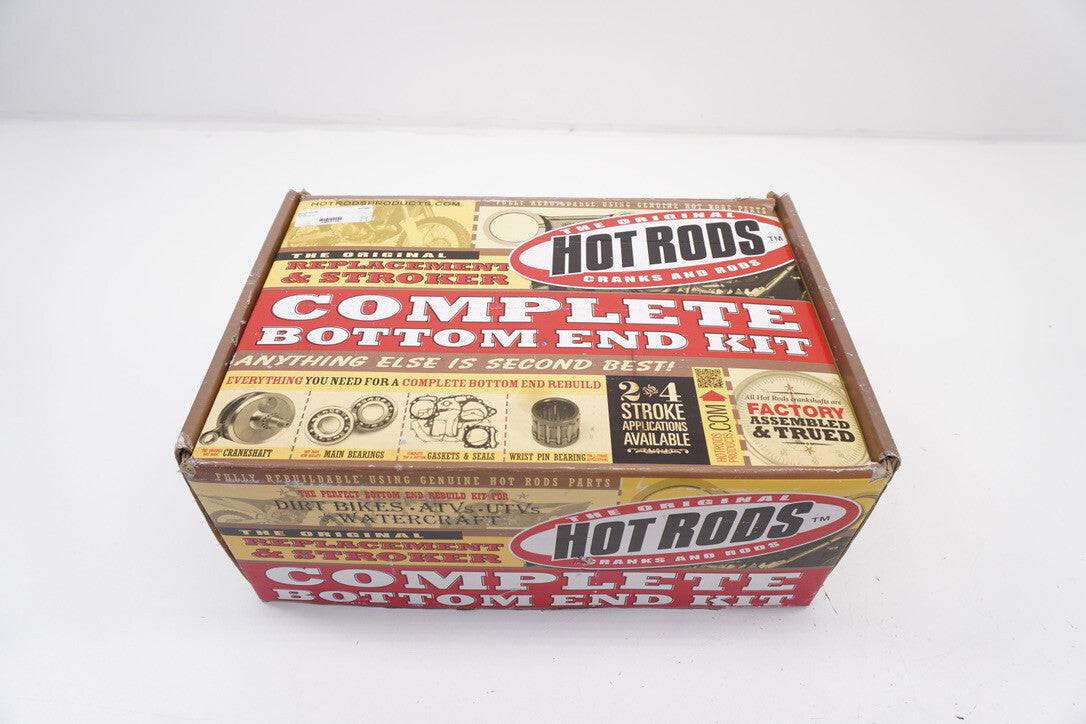 HOTRODSPRODUCTS.COM
FULLY REBUILDABLE USING GENUINE HOT RODS PARTS
THE ORIGINAL
HOT RODS™
CRANKS AND RODS
THE ORIGINAL
REPLACEMENT
& STROKER
COMPLETE
BOTTOM END KIT
ANYTHING ELSE IS SECOND BEST!
EVERYTHING YOU NEED FOR A COMPLETE BOTTOM END REBUILD
CRANKSHAFT
MAIN BEARINGS
GASKETS & SEALS
WRIST PIN BEARING
2 & 4
STROKE
APPLICATIONS
AVAILABLE
HOTRODS
PRODUCTS.COM
All Hot Rods crankshafts are
FACTORY
ASSEMBLED
& TRUED
FULLY REBUILDABLE USING GENUINE HOT RODS PARTS
THE PERFECT BOTTOM END REBUILD KIT FOR
DIRT BIKES · ATVs · UTVs
WATERCRAFT
THE ORIGINAL
REPLACEMENT
& STROKER
THE ORIGINAL
HOT RODS™
CRANKS AND RODS
COMPLETE
BOTTOM END KIT